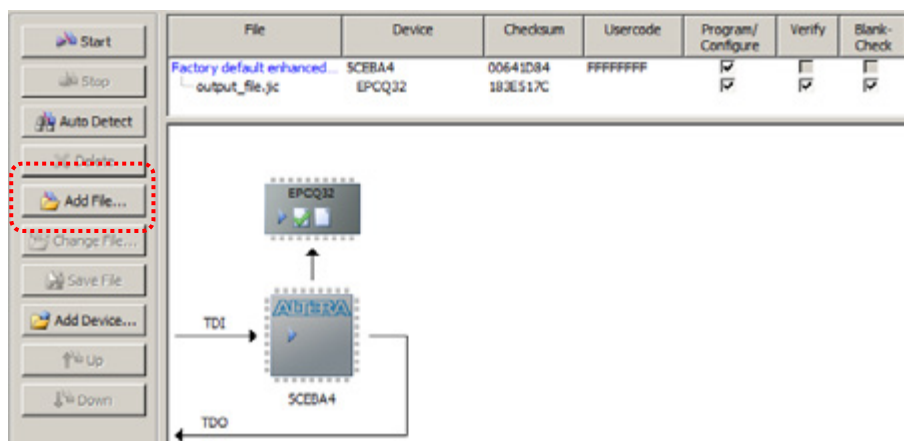 Start
Stop
Auto Detect
Delete
Add File...
Change File...
Save File
Add Device...
Up
Down
File Device Checksum Usercode Program/ Configure Verify Blank- Check
Factory default enhanced... 5CEBA4 00641D84 FFFFFFFF
output_file.jic EPCQ32 183E517C
EPCQ32
ALTERA
TDI
5CEBA4
TDO